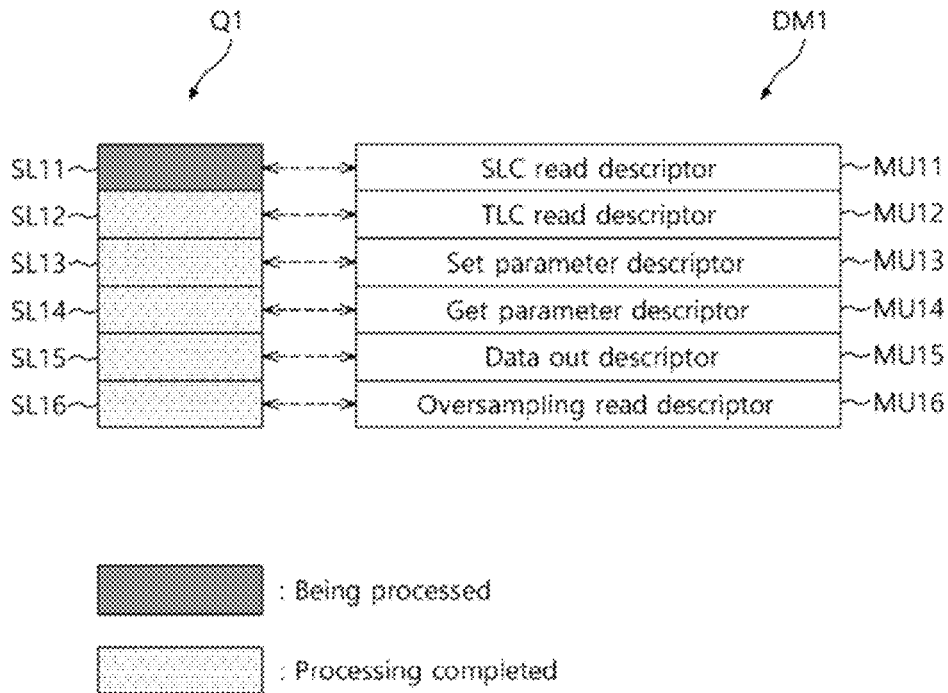 Q1 DM1
SL11 SLC read descriptor MU11
SL12 TLC read descriptor MU12
SL13 Set parameter descriptor MU13
SL14 Get parameter descriptor MU14
SL15 Data out descriptor MU15
SL16 Oversampling read descriptor MU16
: Being processed
: Processing completed